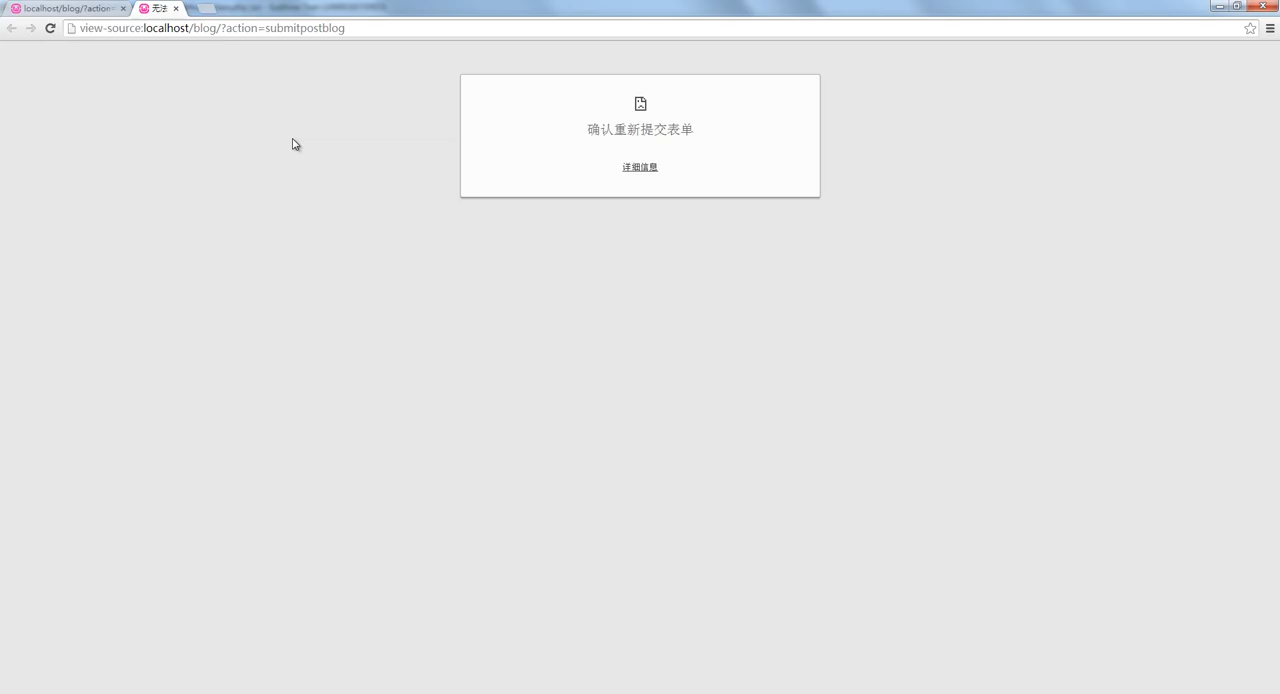 localhost/blog/?action=
无法
view-source:localhost/blog/?action=submitpostblog
确认重新提交表单
详细信息